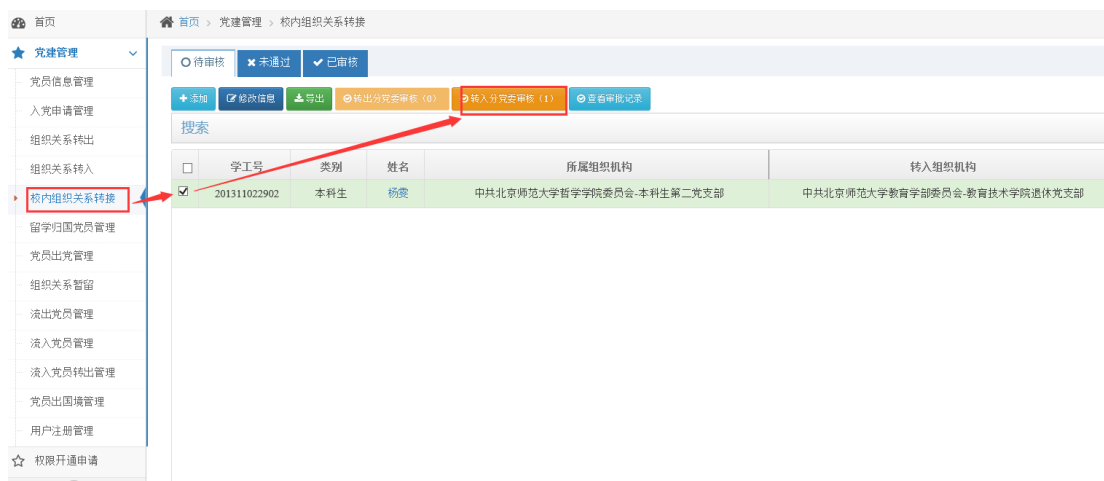 首页
首页 > 党建管理 > 校内组织关系转接
党建管理
待审核 未通过 已审核
党员信息管理
添加 修改信息 导出 转出分党委审核（0） 转入分党委审核（1） 查看审批记录
入党申请管理
搜索
组织关系转出
学工号 类别 姓名 所属组织机构 转入组织机构
组织关系转入
201311022902 本科生 杨雯 中共北京师范大学哲学学院委员会-本科生第二党支部 中共北京师范大学教育学部委员会-教育技术学院退休党支部
校内组织关系转接
留学归国党员管理
党员出党管理
组织关系暂留
流出党员管理
流入党员管理
流入党员转出管理
党员出国境管理
用户注册管理
权限开通申请